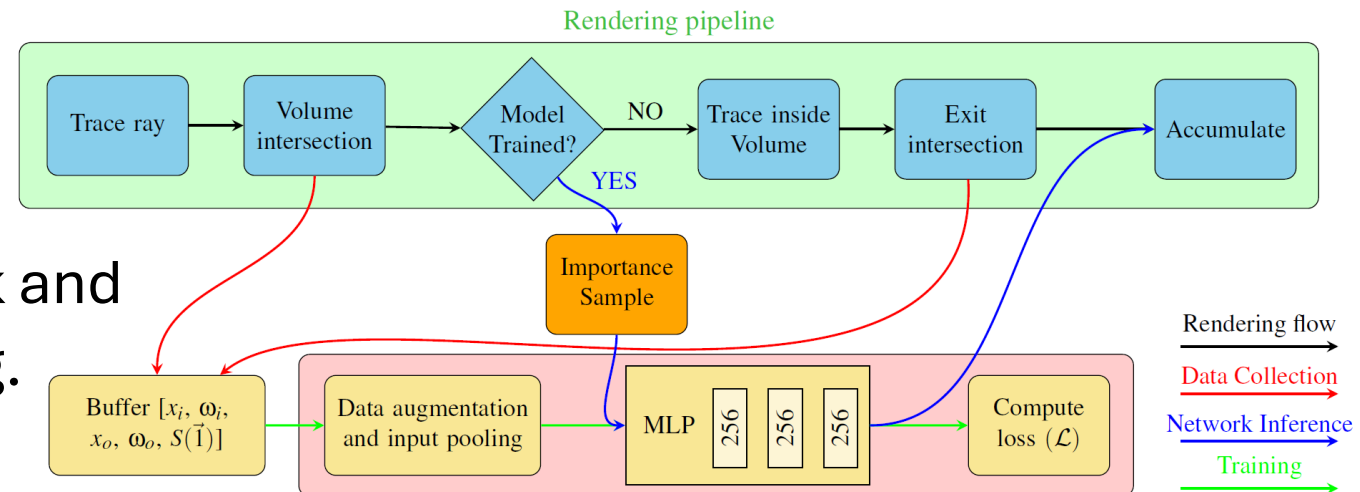 Rendering pipeline
Trace ray
Volume
intersection
Model
Trained?
NO
YES
Trace inside
Volume
Exit
intersection
Accumulate
Importance
Sample
and
g.
Buffer [xᵢ, ωᵢ,
xₒ, ωₒ, S(1⃗)]
Data augmentation
and input pooling
MLP
256
256
256
Compute
loss (ℒ)
Rendering flow
Data Collection
Network Inference
Training